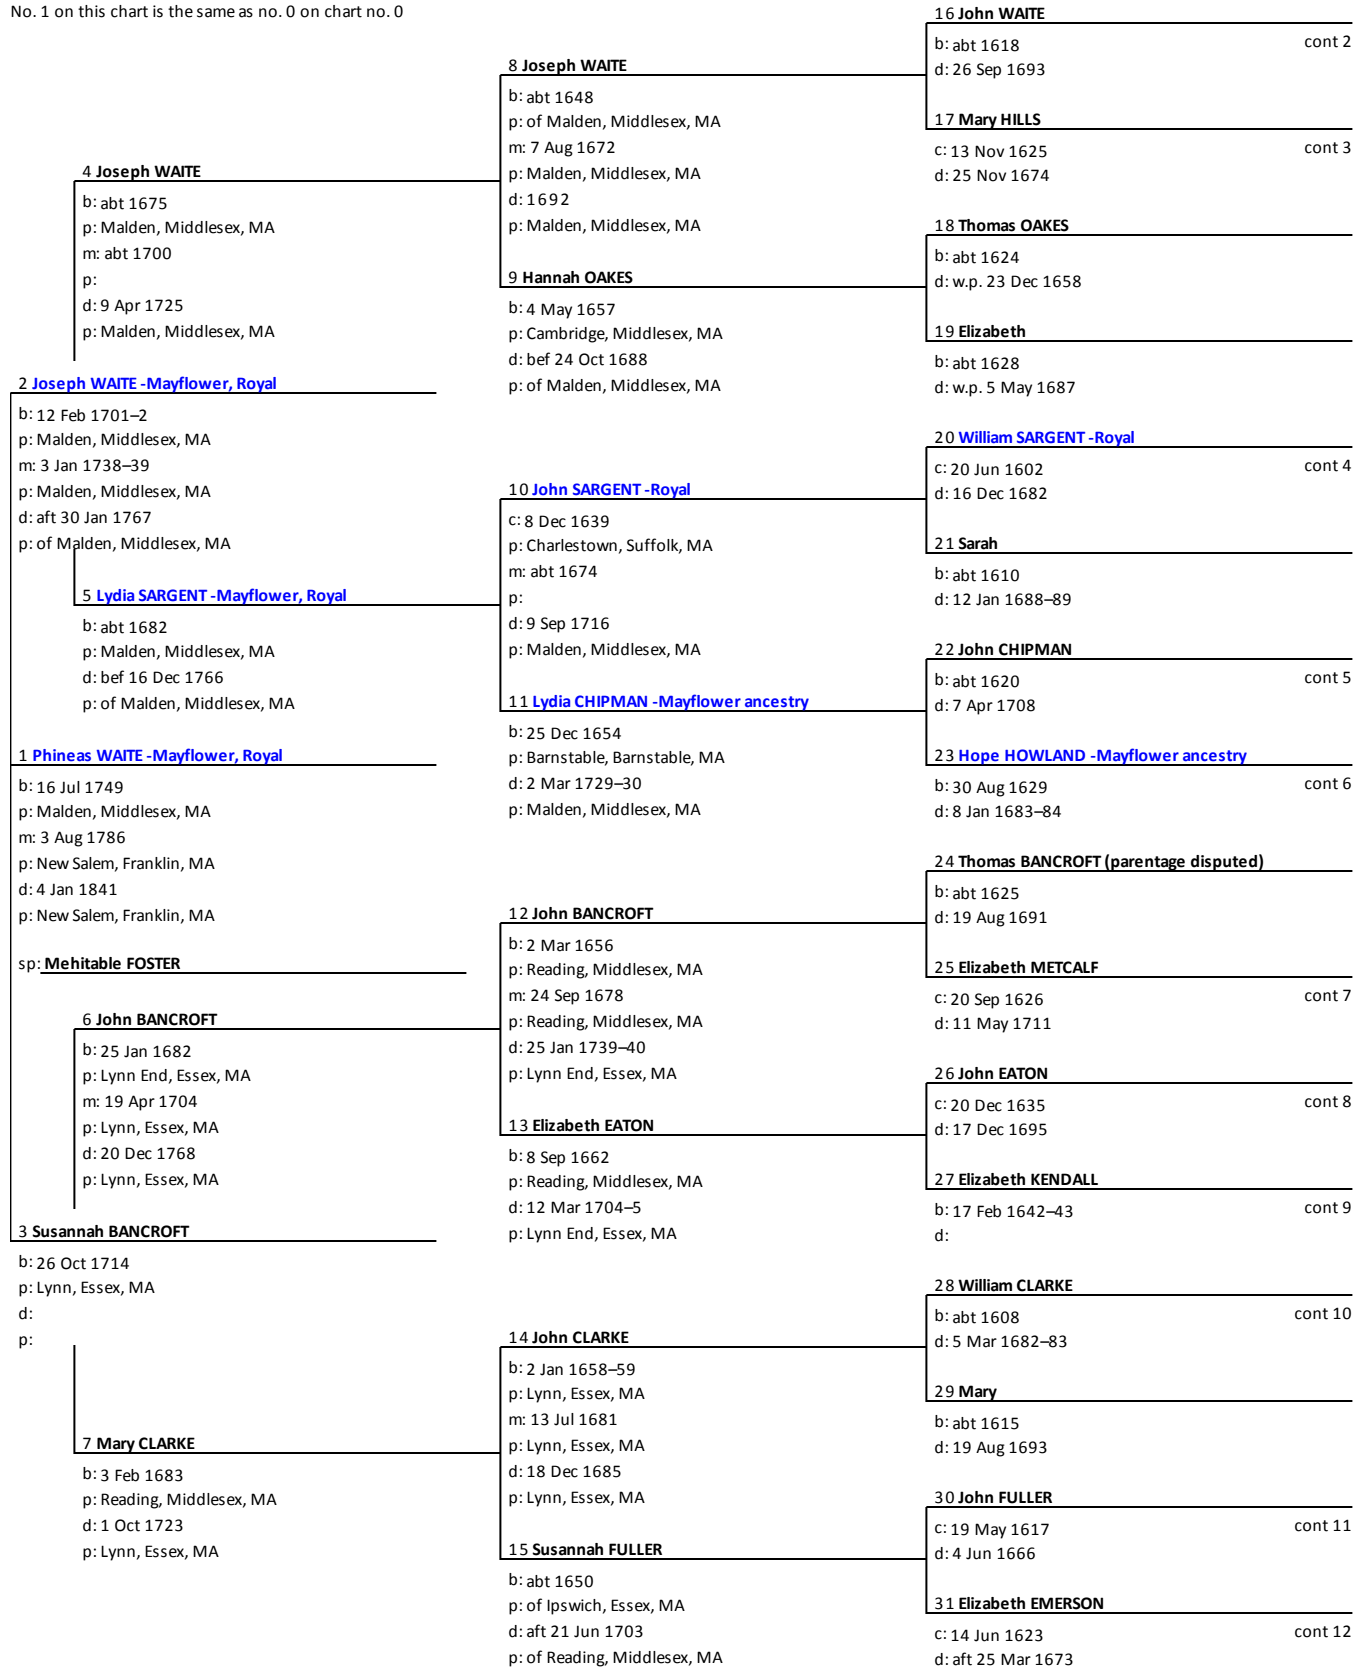 No. 1 on this chart is the same as no. 0 on chart no. 0
4 Joseph WAITE
b: abt 1675
p: Malden, Middlesex, MA
m: abt 1700
p:
d: 9 Apr 1725
p: Malden, Middlesex, MA
2 Joseph WAITE -Mayflower, Royal
b: 12 Feb 1701–2
p: Malden, Middlesex, MA
m: 3 Jan 1738–39
p: Malden, Middlesex, MA
d: aft 30 Jan 1767
p: of Malden, Middlesex, MA
5 Lydia SARGENT -Mayflower, Royal
b: abt 1682
p: Malden, Middlesex, MA
d: bef 16 Dec 1766
p: of Malden, Middlesex, MA
1 Phineas WAITE -Mayflower, Royal
b: 16 Jul 1749
p: Malden, Middlesex, MA
m: 3 Aug 1786
p: New Salem, Franklin, MA
d: 4 Jan 1841
p: New Salem, Franklin, MA
sp: Mehitable FOSTER
6 John BANCROFT
b: 25 Jan 1682
p: Lynn End, Essex, MA
m: 19 Apr 1704
p: Lynn, Essex, MA
d: 20 Dec 1768
p: Lynn, Essex, MA
3 Susannah BANCROFT
b: 26 Oct 1714
p: Lynn, Essex, MA
d:
p:
7 Mary CLARKE
b: 3 Feb 1683
p: Reading, Middlesex, MA
d: 1 Oct 1723
p: Lynn, Essex, MA
8 Joseph WAITE
b: abt 1648
p: of Malden, Middlesex, MA
m: 7 Aug 1672
p: Malden, Middlesex, MA
d: 1692
p: Malden, Middlesex, MA
9 Hannah OAKES
b: 4 May 1657
p: Cambridge, Middlesex, MA
d: bef 24 Oct 1688
p: of Malden, Middlesex, MA
10 John SARGENT -Royal
c: 8 Dec 1639
p: Charlestown, Suffolk, MA
m: abt 1674
p:
d: 9 Sep 1716
p: Malden, Middlesex, MA
11 Lydia CHIPMAN -Mayflower ancestry
b: 25 Dec 1654
p: Barnstable, Barnstable, MA
d: 2 Mar 1729–30
p: Malden, Middlesex, MA
12 John BANCROFT
b: 2 Mar 1656
p: Reading, Middlesex, MA
m: 24 Sep 1678
p: Reading, Middlesex, MA
d: 25 Jan 1739–40
p: Lynn End, Essex, MA
13 Elizabeth EATON
b: 8 Sep 1662
p: Reading, Middlesex, MA
d: 12 Mar 1704–5
p: Lynn End, Essex, MA
14 John CLARKE
b: 2 Jan 1658–59
p: Lynn, Essex, MA
m: 13 Jul 1681
p: Lynn, Essex, MA
d: 18 Dec 1685
p: Lynn, Essex, MA
15 Susannah FULLER
b: abt 1650
p: of Ipswich, Essex, MA
d: aft 21 Jun 1703
p: of Reading, Middlesex, MA
16 John WAITE
b: abt 1618 cont 2
d: 26 Sep 1693
17 Mary HILLS
c: 13 Nov 1625 cont 3
d: 25 Nov 1674
18 Thomas OAKES
b: abt 1624
d: w.p. 23 Dec 1658
19 Elizabeth
b: abt 1628
d: w.p. 5 May 1687
20 William SARGENT -Royal
c: 20 Jun 1602 cont 4
d: 16 Dec 1682
21 Sarah
b: abt 1610
d: 12 Jan 1688–89
22 John CHIPMAN
b: abt 1620 cont 5
d: 7 Apr 1708
23 Hope HOWLAND -Mayflower ancestry
b: 30 Aug 1629 cont 6
d: 8 Jan 1683–84
24 Thomas BANCROFT (parentage disputed)
b: abt 1625
d: 19 Aug 1691
25 Elizabeth METCALF
c: 20 Sep 1626 cont 7
d: 11 May 1711
26 John EATON
c: 20 Dec 1635 cont 8
d: 17 Dec 1695
27 Elizabeth KENDALL
b: 17 Feb 1642–43 cont 9
d:
28 William CLARKE
b: abt 1608 cont 10
d: 5 Mar 1682–83
29 Mary
b: abt 1615
d: 19 Aug 1693
30 John FULLER
c: 19 May 1617 cont 11
d: 4 Jun 1666
31 Elizabeth EMERSON
c: 14 Jun 1623 cont 12
d: aft 25 Mar 1673